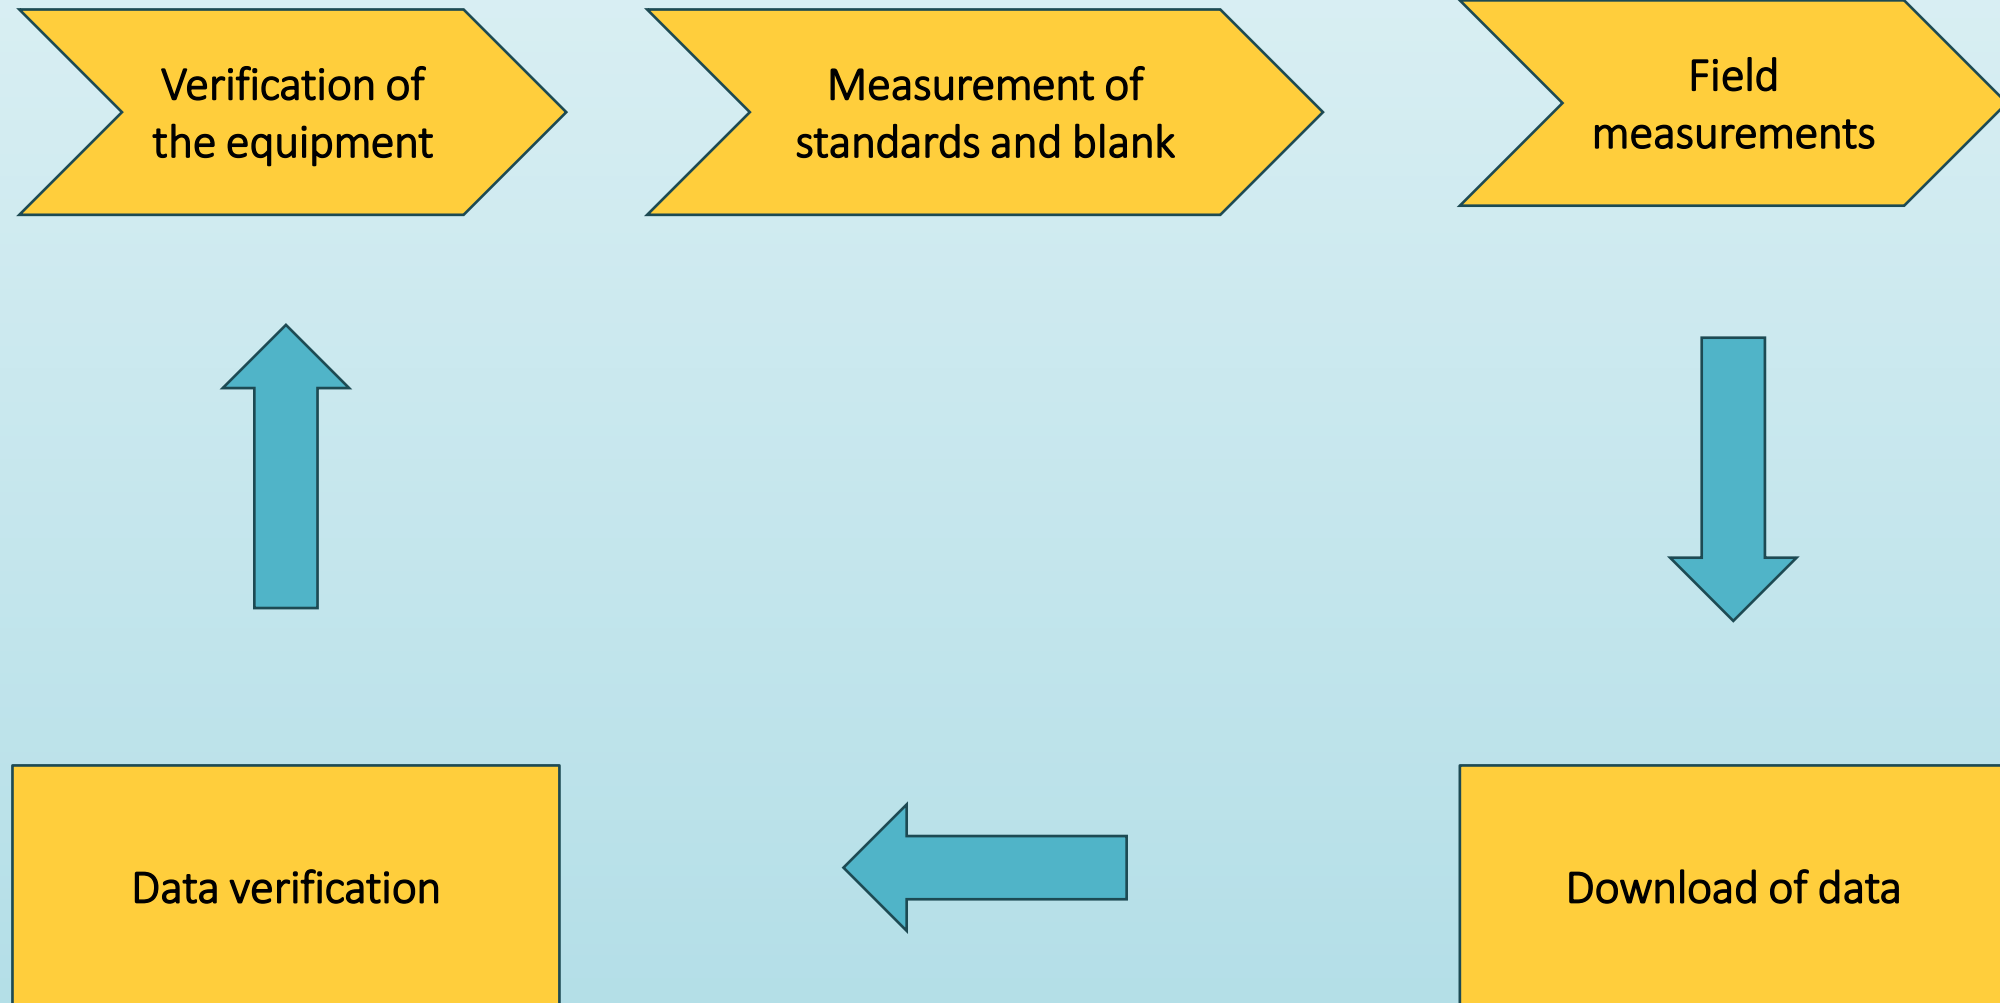 Verification of
the equipment
Measurement of
standards and blank
Field
measurements
Data verification
Download of data